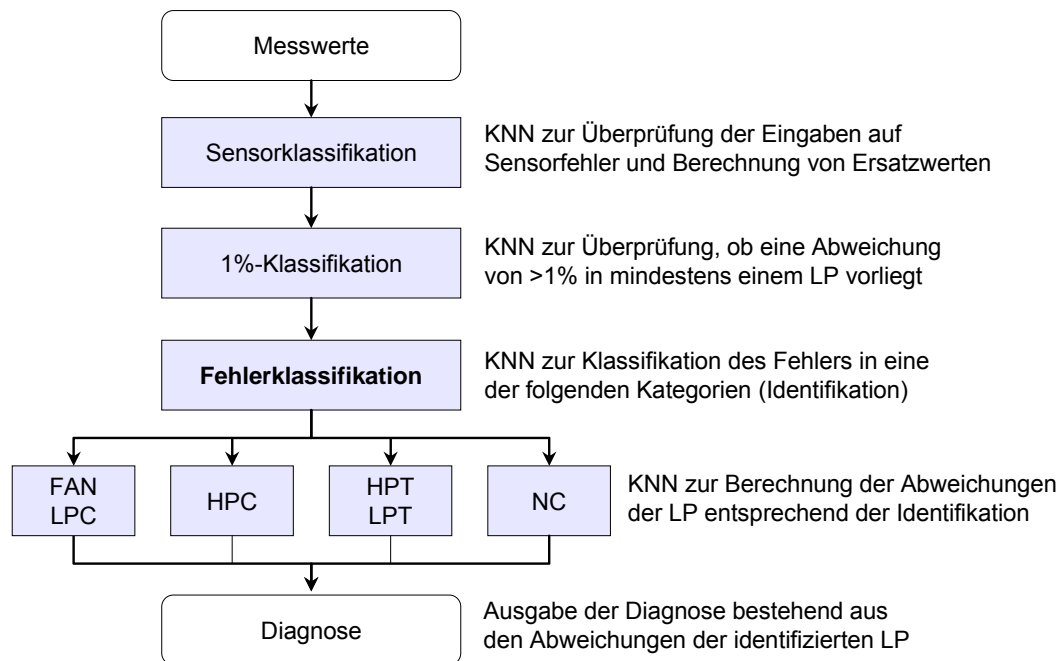 Messwerte
Sensorklassifikation
KNN zur Überprüfung der Eingaben auf
Sensorfehler und Berechnung von Ersatzwerten
1%-Klassifikation
KNN zur Überprüfung, ob eine Abweichung
von >1% in mindestens einem LP vorliegt
Fehlerklassifikation
KNN zur Klassifikation des Fehlers in eine
der folgenden Kategorien (Identifikation)
FAN
LPC
HPC
HPT
LPT
NC
KNN zur Berechnung der Abweichungen
der LP entsprechend der Identifikation
Diagnose
Ausgabe der Diagnose bestehend aus
den Abweichungen der identifizierten LP